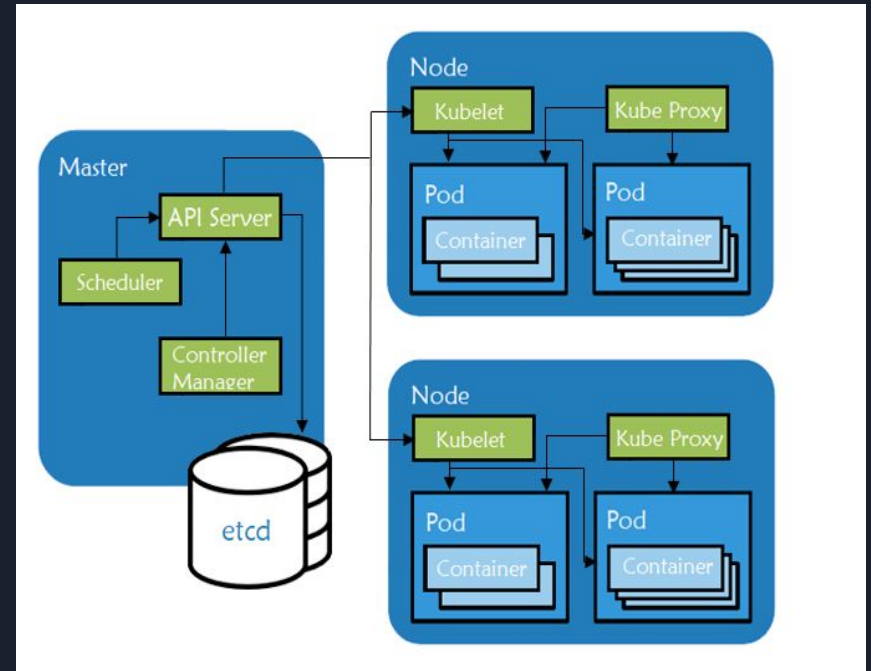 Master
API Server
Scheduler
Controller
Manager
etcd
Node
Kubelet
Kube Proxy
Pod
Container
Pod
Container
Node
Kubelet
Kube Proxy
Pod
Container
Pod
Container